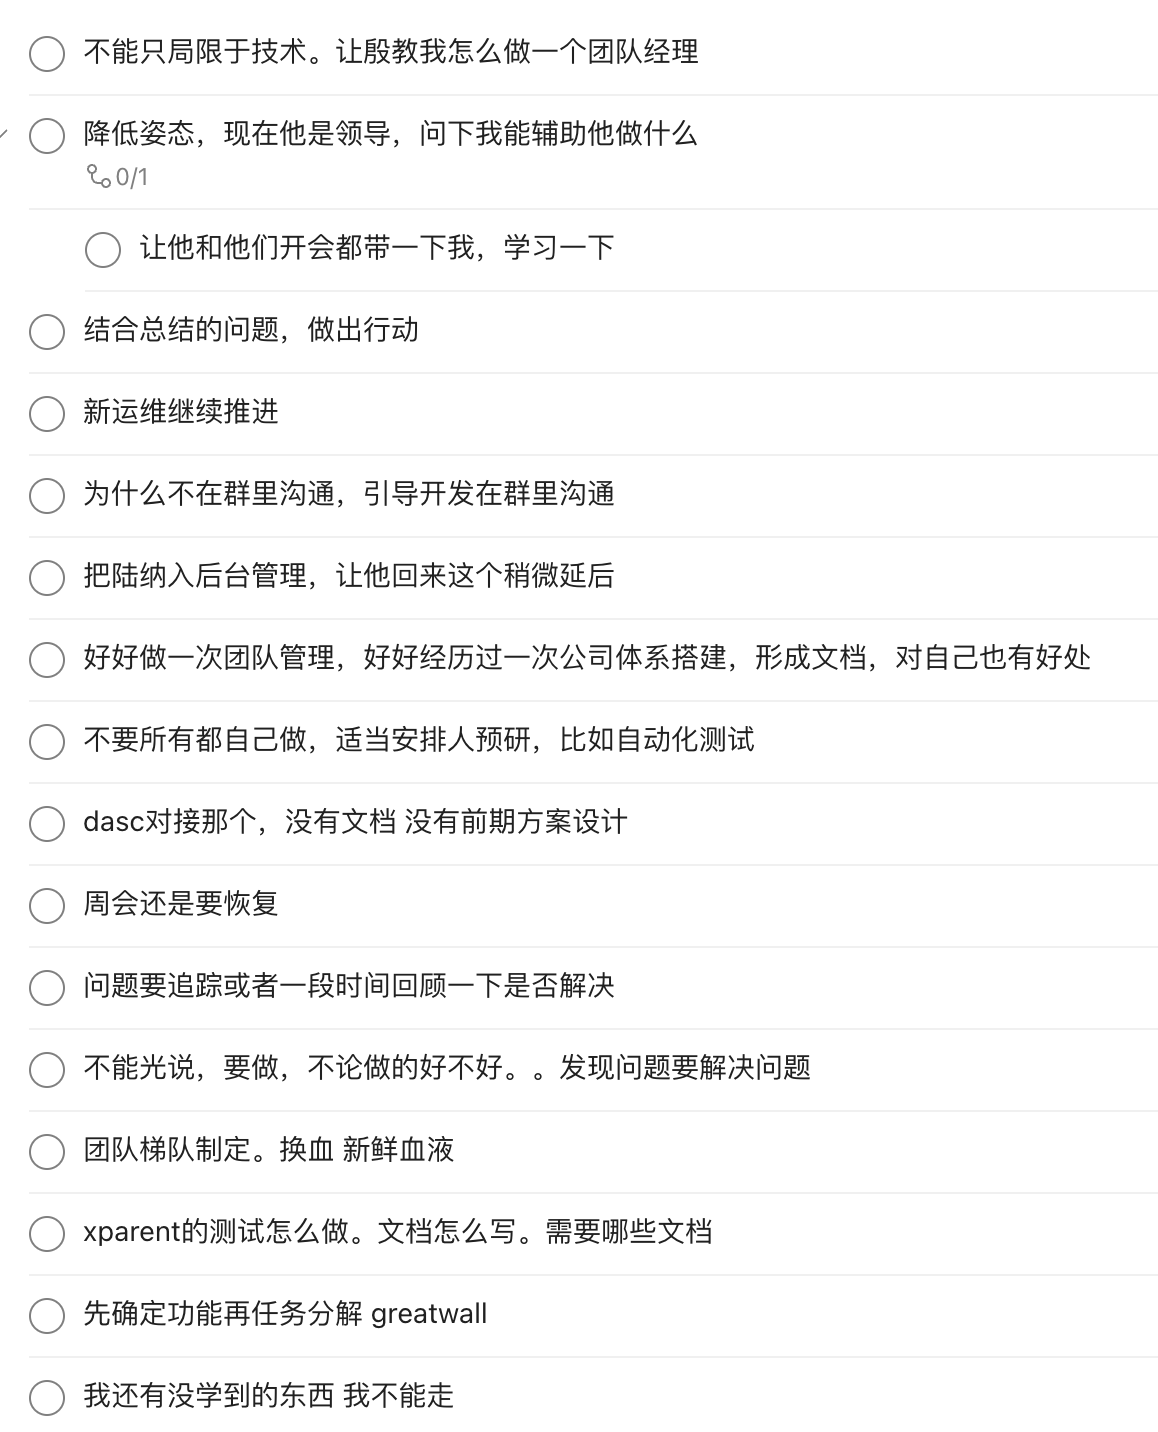 不能只局限于技术。让殷教我怎么做一个团队经理
降低姿态，现在他是领导，问下我能辅助他做什么
0/1
让他和他们开会都带一下我，学习一下
结合总结的问题，做出行动
新运维继续推进
为什么不在群里沟通，引导开发在群里沟通
把陆纳入后台管理，让他回来这个稍微延后
好好做一次团队管理，好好经历过一次公司体系搭建，形成文档，对自己也有好处
不要所有都自己做，适当安排人预研，比如自动化测试
dasc对接那个，没有文档 没有前期方案设计
周会还是要恢复
问题要追踪或者一段时间回顾一下是否解决
不能光说，要做，不论做的好不好。。发现问题要解决问题
团队梯队制定。换血 新鲜血液
xparent的测试怎么做。文档怎么写。需要哪些文档
先确定功能再任务分解 greatwall
我还有没学到的东西 我不能走